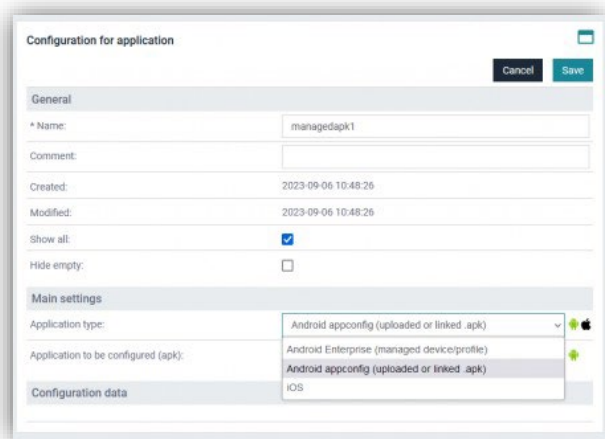 Configuration for application
Cancel Save
General
* Name: managedapk1
Comment:
Created: 2023-09-06 10:48:26
Modified: 2023-09-06 10:48:26
Show all:
Hide empty:
Main settings
Application type: Android appconfig (uploaded or linked .apk)
Android Enterprise (managed device/profile)
Application to be configured (apk): Android appconfig (uploaded or linked .apk)
iOS
Configuration data